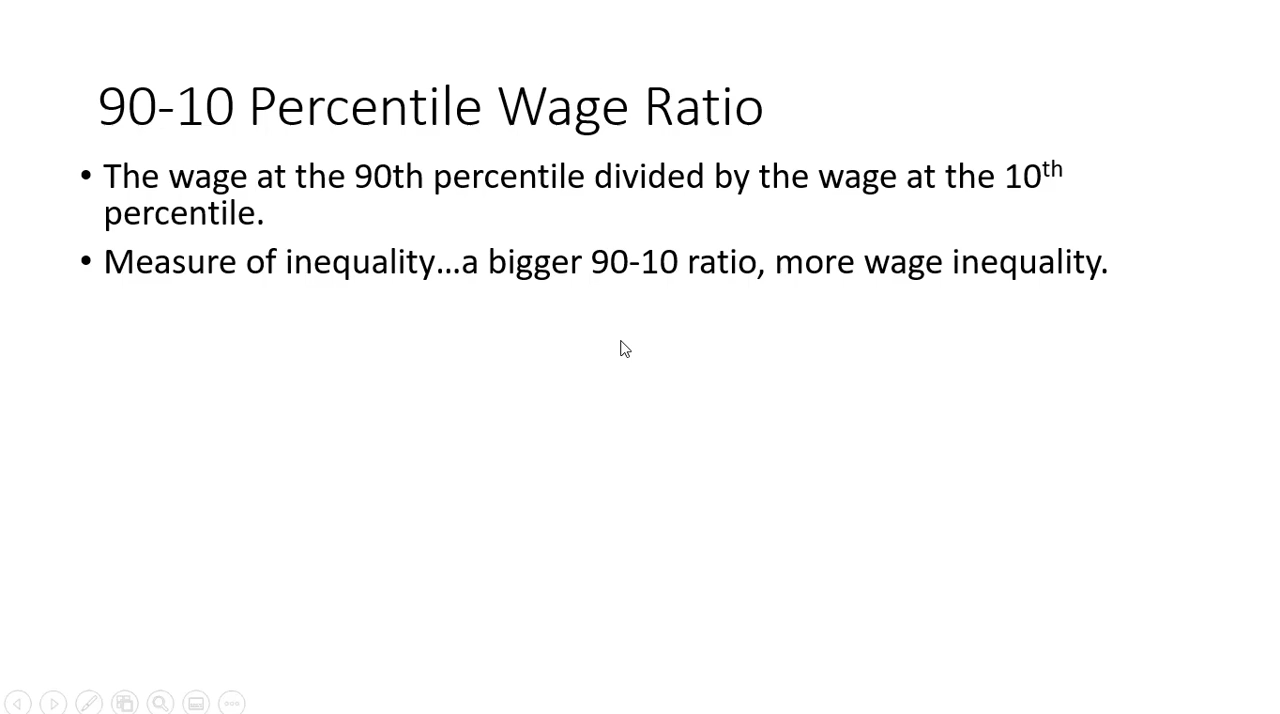 90-10 Percentile Wage Ratio
• The wage at the 90th percentile divided by the wage at the 10th
percentile.
• Measure of inequality…a bigger 90-10 ratio, more wage inequality.